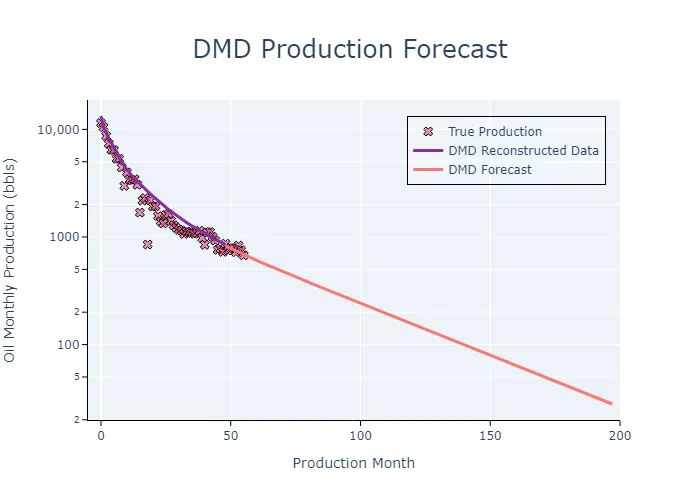 DMD Production Forecast
True Production
DMD Reconstructed Data
DMD Forecast
Oil Monthly Production (bbls)
10,000
5
2
1000
5
2
100
5
2
0 50 100 150 200
Production Month